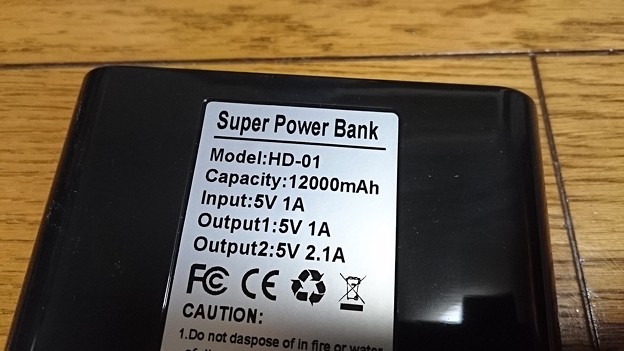 Super Power Bank
Model:HD-01
Capacity:12000mAh
Input:5V 1A
Output1:5V 1A
Output2:5V 2.1A
FC CE
CAUTION:
1.Do not daspose of in fire or water